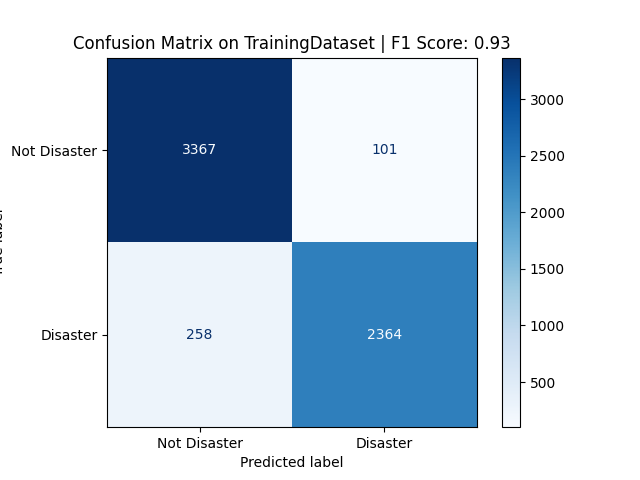 Confusion Matrix on TrainingDataset | F1 Score: 0.93
Not Disaster
3367
101
Disaster
258
2364
Not Disaster
Disaster
Predicted label
3000
2500
2000
1500
1000
500